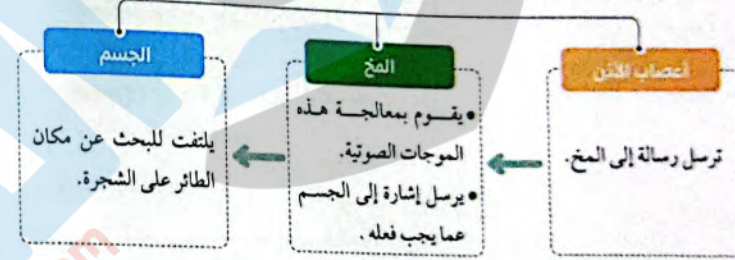 أعصاب الأذن
ترسل رسالة إلى المخ.
المخ
• يقوم بمعالجة هذه
الموجات الصوتية.
• يرسل إشارة إلى الجسم
عما يجب فعله.
الجسم
يلتفت للبحث عن مكان
الطائر على الشجرة.